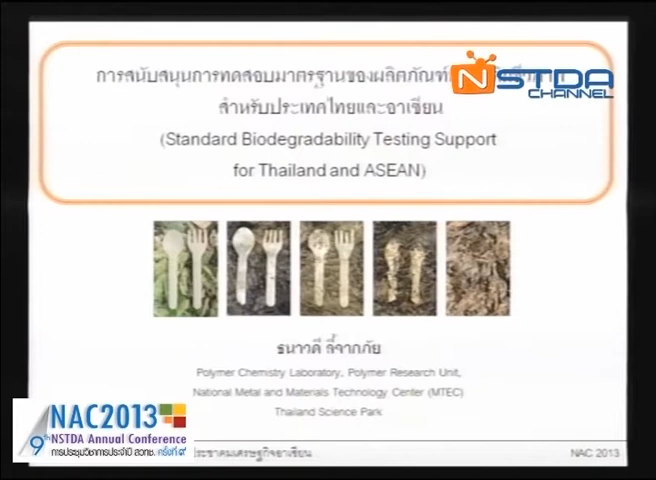 การสนับสนุนการทดสอบมาตรฐานของผลิตภัณฑ์
NSTDA
CHANNEL
สำหรับประเทศไทยและอาเซียน
(Standard Biodegradability Testing Support
for Thailand and ASEAN)
ธนาวดี ลี้จากภัย
Polymer Chemistry Laboratory, Polymer Research Unit,
National Metal and Materials Technology Center (MTEC)
Thailand Science Park
NAC2013
9th NSTDA Annual Conference
การประชุมวิชาการประจำปี สวทช. ครั้งที่ ๙
ประชาคมเศรษฐกิจอาเซียน
NAC 2013